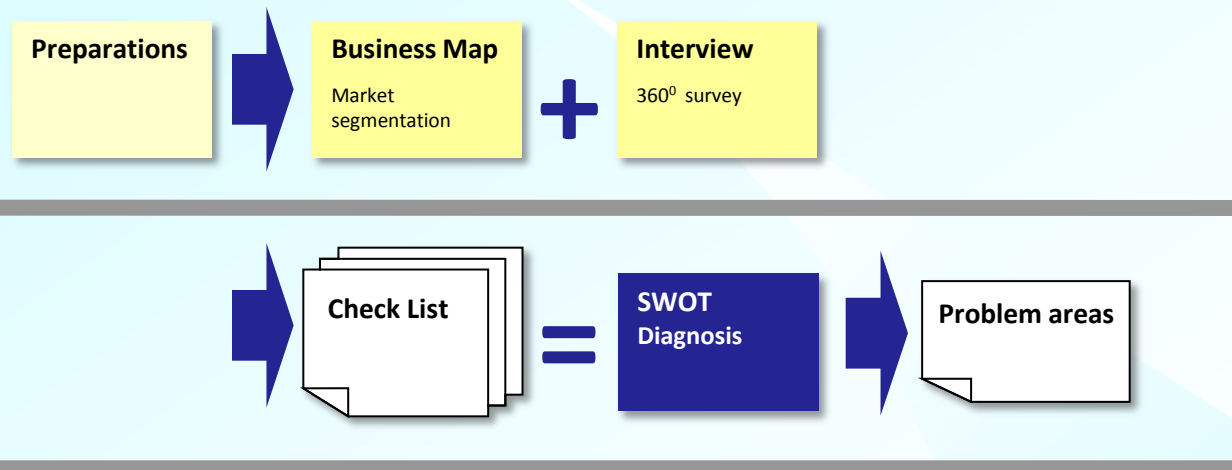 Preparations
Business Map
Market
segmentation
Interview
360⁰ survey
Check List
SWOT
Diagnosis
Problem areas